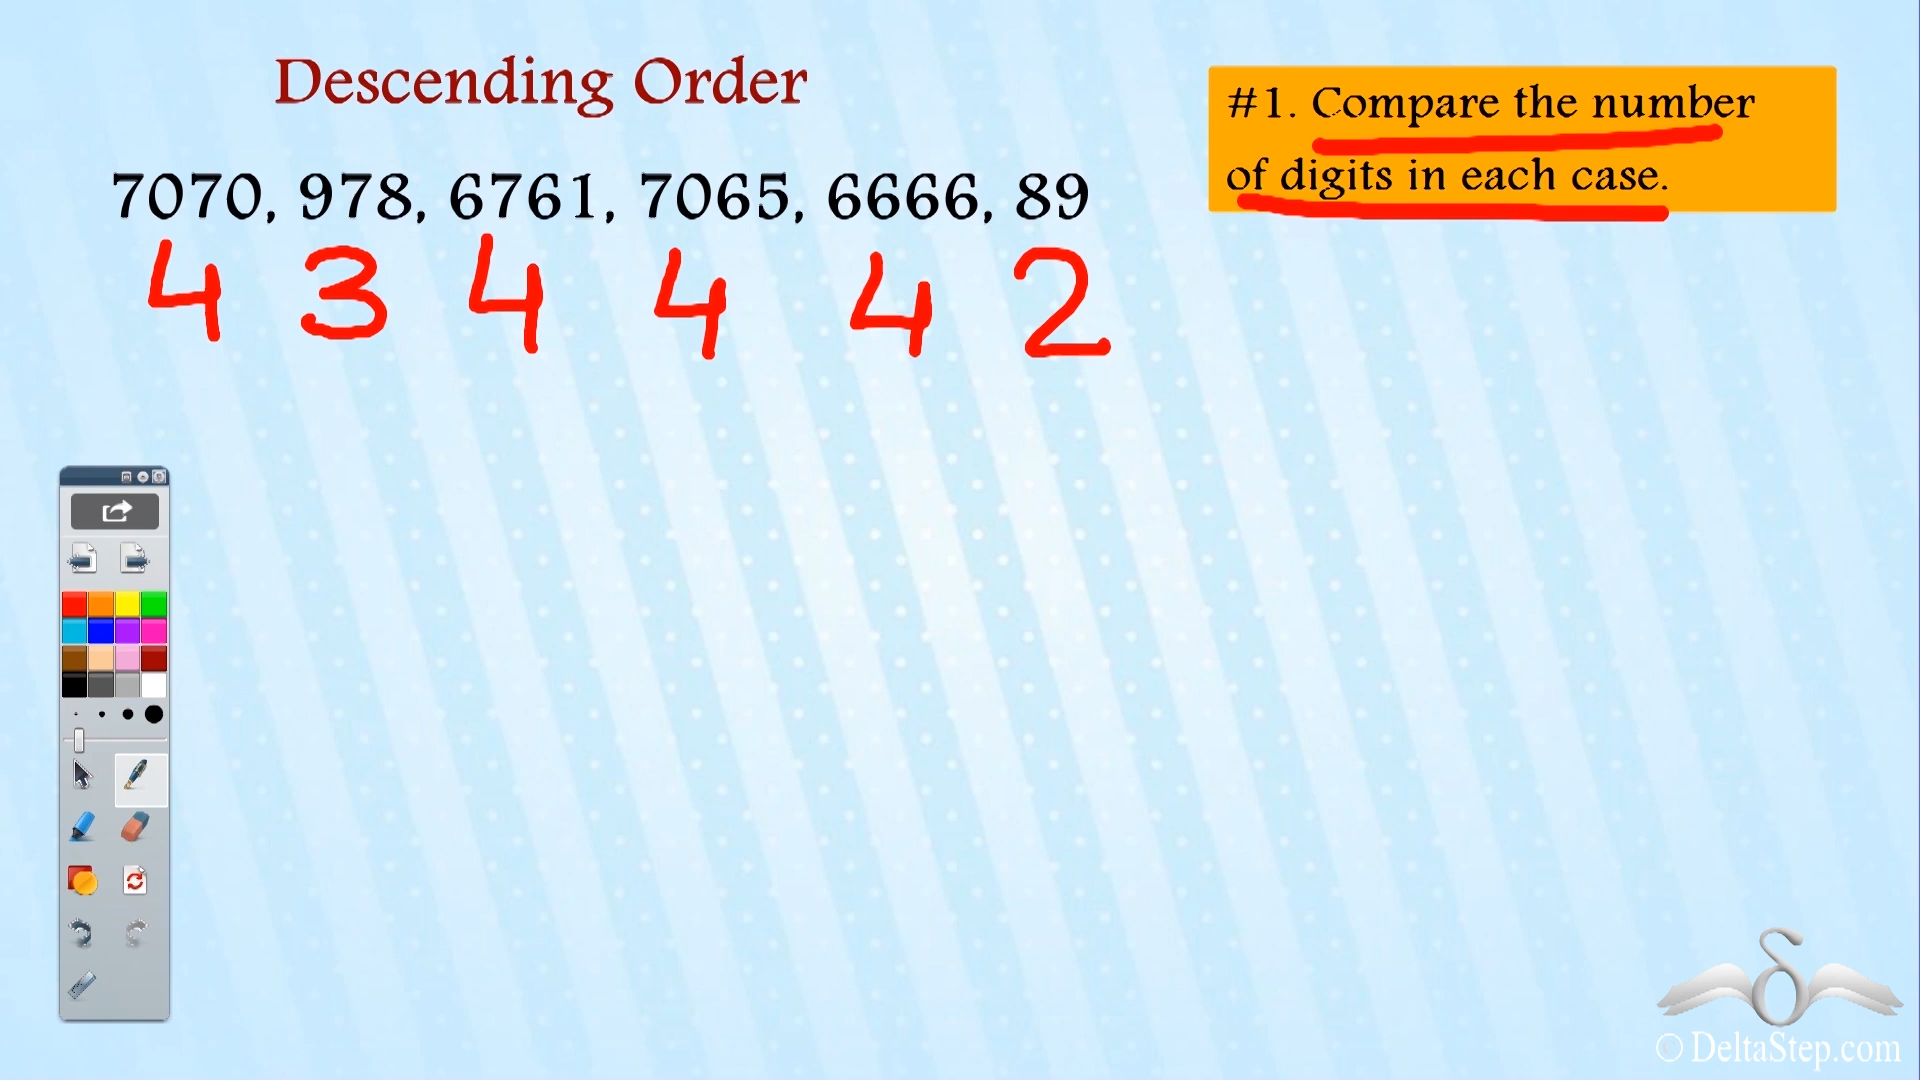 Descending Order
#1. Compare the number
of digits in each case.
7070, 978, 6761, 7065, 6666, 89
4 3 4 4 4 2
© DeltaStep.com